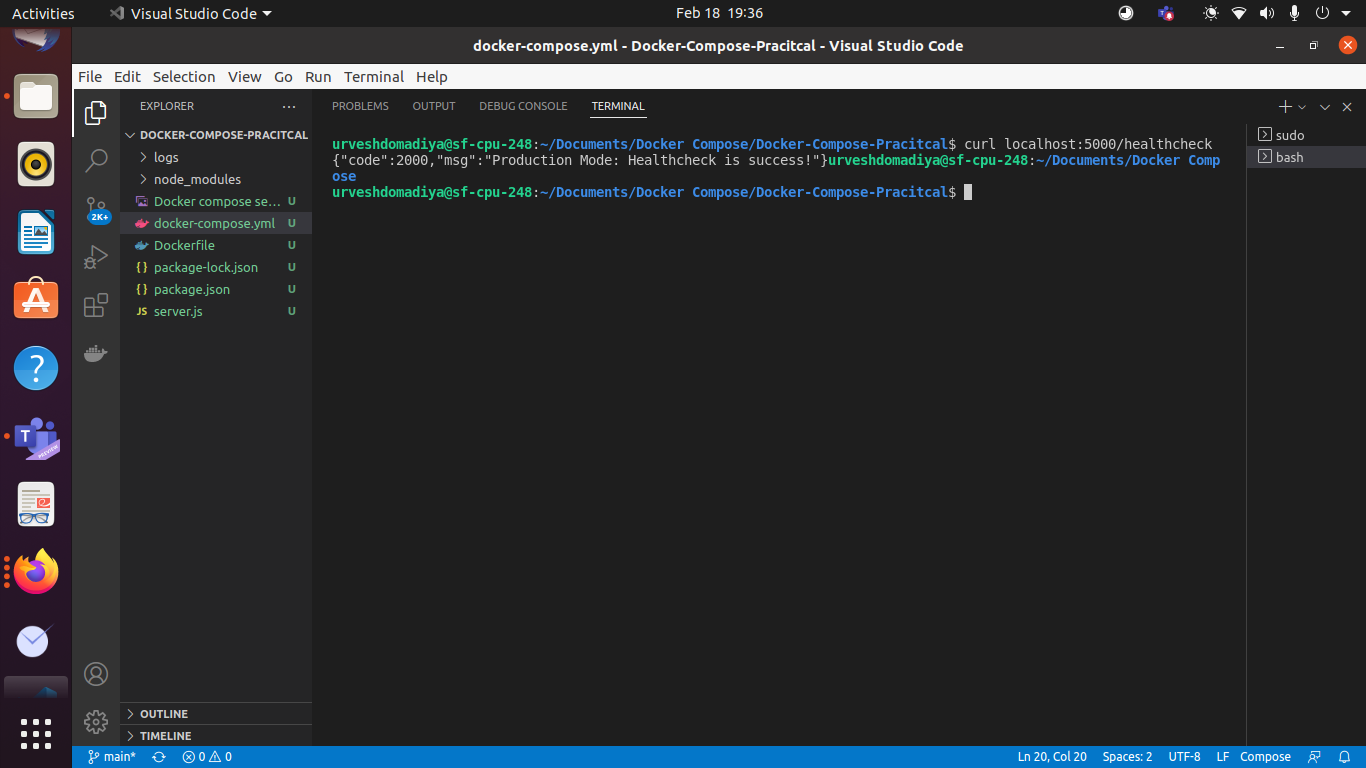 Activities Visual Studio Code Feb 18 19:36
docker-compose.yml - Docker-Compose-Pracitcal - Visual Studio Code
File Edit Selection View Go Run Terminal Help
EXPLORER ...
DOCKER-COMPOSE-PRACITCAL
logs
node_modules
Docker compose se... U
docker-compose.yml U
Dockerfile U
{} package-lock.json U
{} package.json U
JS server.js U
2K+
OUTLINE
TIMELINE
PROBLEMS OUTPUT DEBUG CONSOLE TERMINAL
urveshdomadiya@sf-cpu-248:~/Documents/Docker Compose/Docker-Compose-Pracitcal$ curl localhost:5000/healthcheck
{"code":2000,"msg":"Production Mode: Healthcheck is success!"}urveshdomadiya@sf-cpu-248:~/Documents/Docker Comp
ose
urveshdomadiya@sf-cpu-248:~/Documents/Docker Compose/Docker-Compose-Pracitcal$
sudo
bash
main* 0 0 Ln 20, Col 20 Spaces: 2 UTF-8 LF Compose
T
PREVIEW